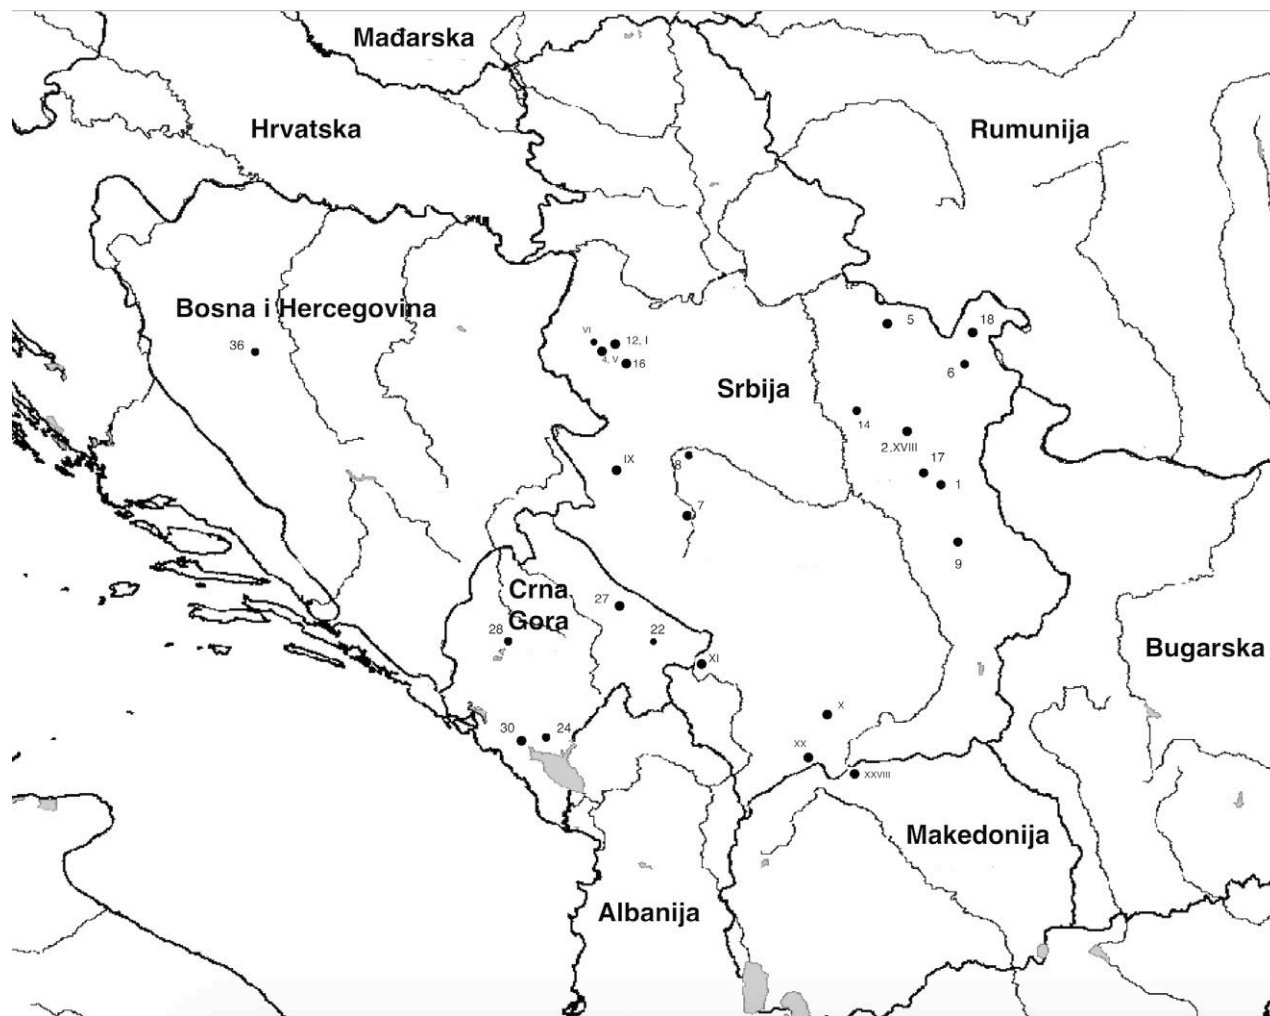 Mađarska
Hrvatska
Rumunija
Bosna i Hercegovina
36
VI
12, I
4, V
16
5
18
6
Srbija
14
2,XVIII
17
1
IX
8
7
9
Crna
Gora
27
22
28
XI
Bugarska
30
24
X
XX
XXVIII
Makedonija
Albanija